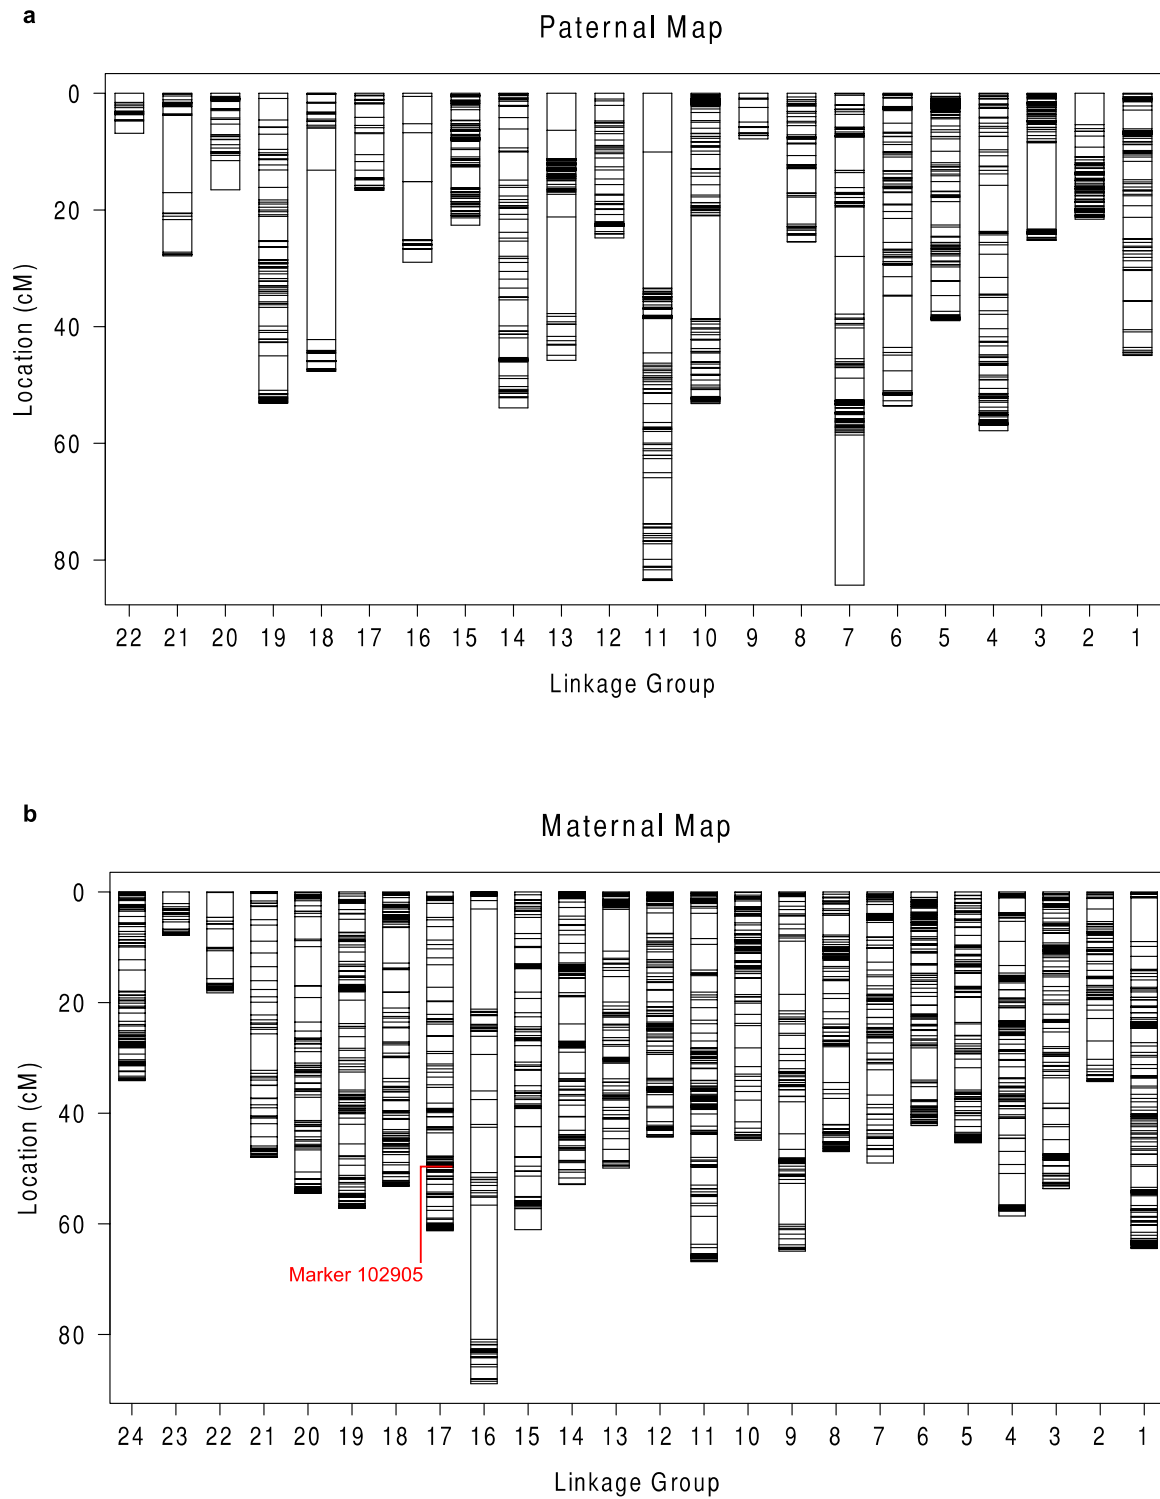 a
Paternal Map
0
20
40
60
80
Location (cM)
22 21 20 19 18 17 16 15 14 13 12 11 10 9 8 7 6 5 4 3 2 1
Linkage Group
b
Maternal Map
0
20
40
60
80
Location (cM)
Marker 102905
24 23 22 21 20 19 18 17 16 15 14 13 12 11 10 9 8 7 6 5 4 3 2 1
Linkage Group